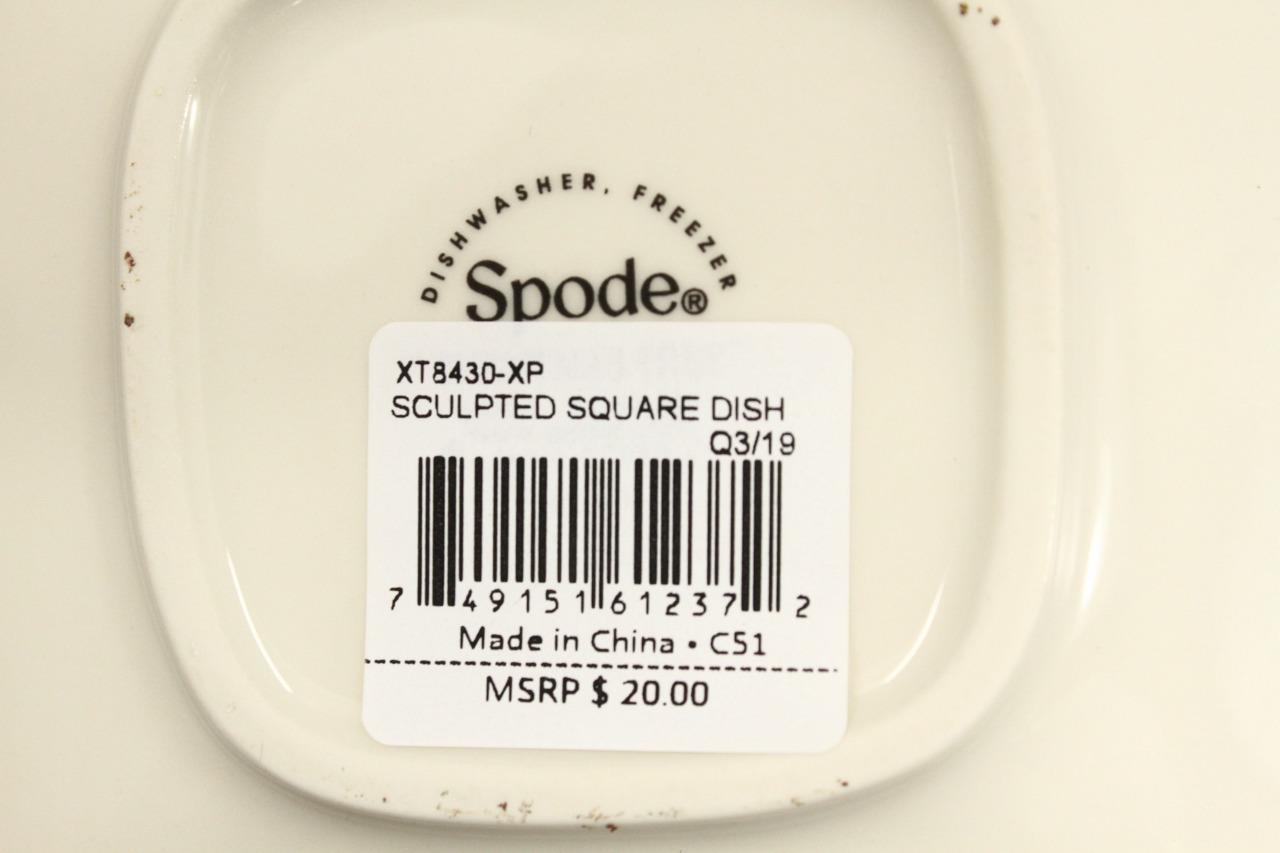 DISHWASHER, FREEZER
Spode®
XT8430-XP
SCULPTED SQUARE DISH
Q3/19
7 49151 61237 2
Made in China • C51
MSRP $ 20.00